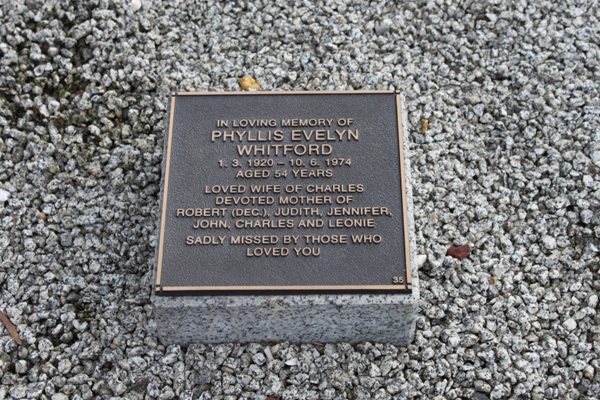 IN LOVING MEMORY OF
PHYLLIS EVELYN
WHITFORD
1. 3. 1920 – 10. 6. 1974
AGED 54 YEARS
LOVED WIFE OF CHARLES
DEVOTED MOTHER OF
ROBERT (DEC.), JUDITH, JENNIFER,
JOHN, CHARLES AND LEONIE
SADLY MISSED BY THOSE WHO
LOVED YOU
35